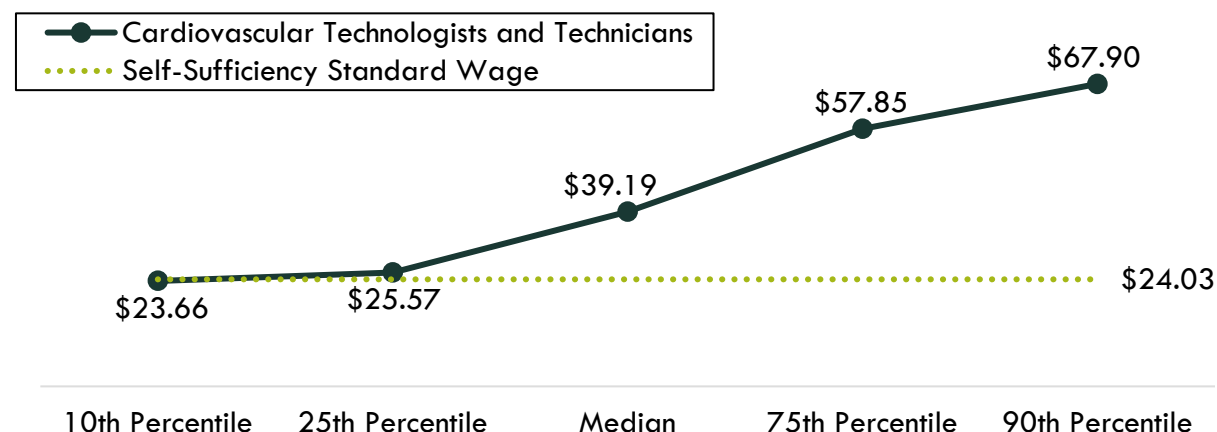 Cardiovascular Technologists and Technicians
Self-Sufficiency Standard Wage
$67.90
$57.85
$39.19
$24.03
$25.57
$23.66
10th Percentile 25th Percentile Median 75th Percentile 90th Percentile